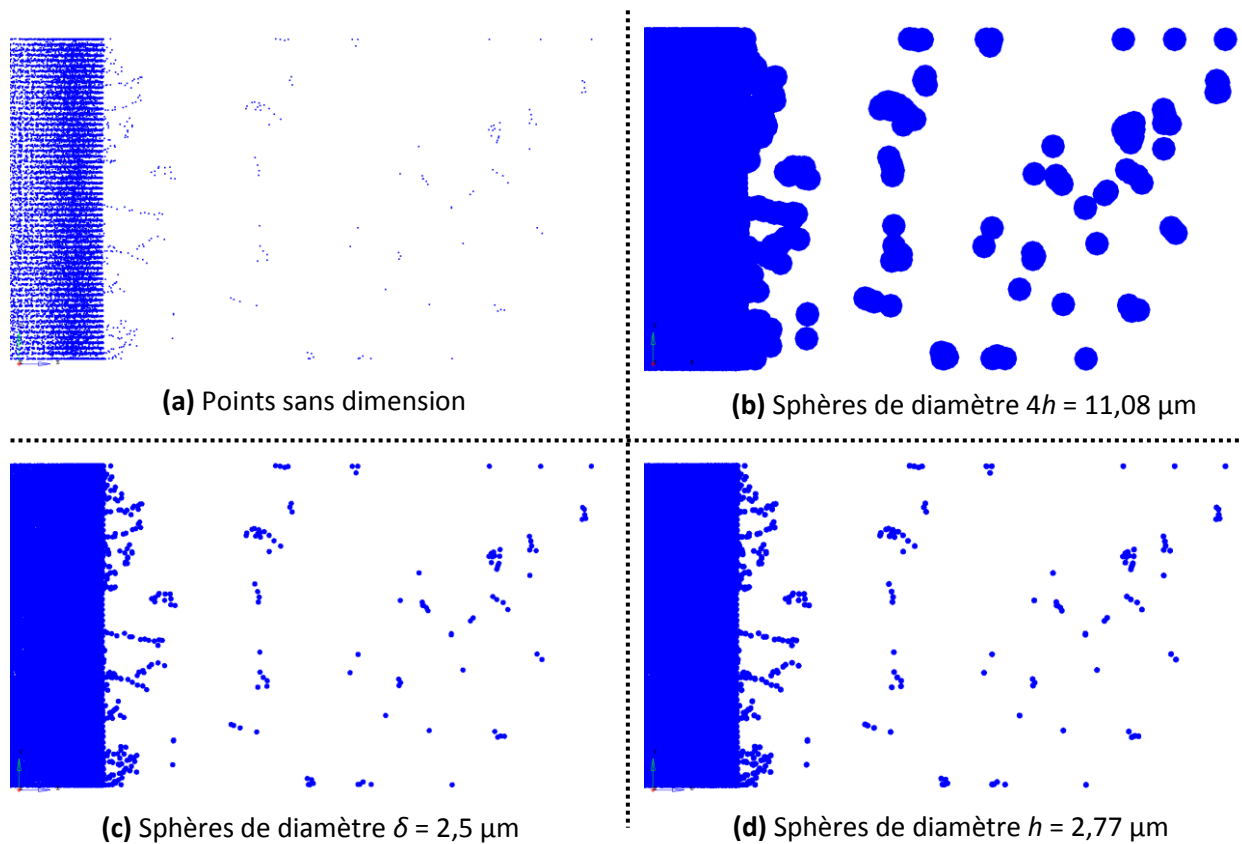 (a) Points sans dimension
(b) Sphères de diamètre 4h = 11,08 µm
(c) Sphères de diamètre δ = 2,5 µm
(d) Sphères de diamètre h = 2,77 µm